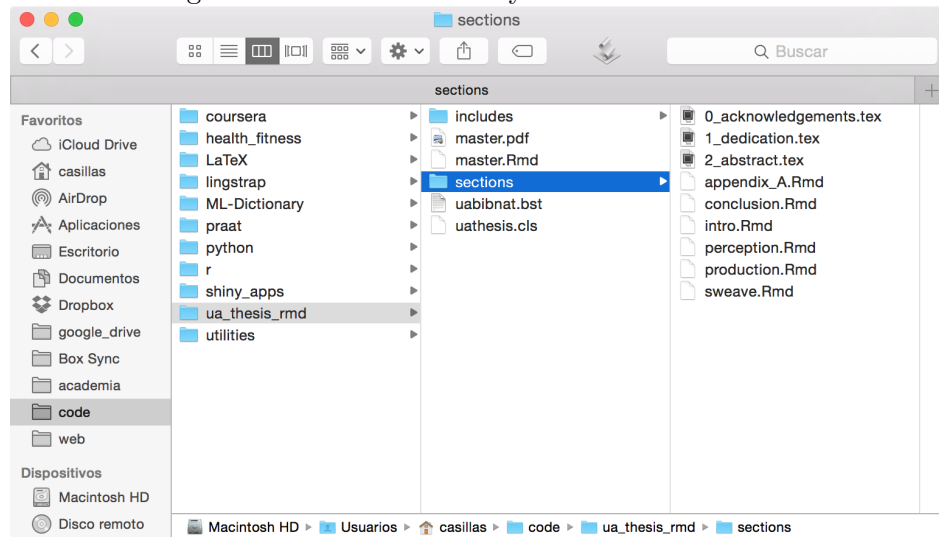 sections
Buscar
sections
Favoritos
iCloud Drive
casillas
AirDrop
Aplicaciones
Escritorio
Documentos
Dropbox
google_drive
Box Sync
academia
code
web
Dispositivos
Macintosh HD
Disco remoto
coursera
health_fitness
LaTeX
lingstrap
ML-Dictionary
praat
python
r
shiny_apps
ua_thesis_rmd
utilities
includes
master.pdf
master.Rmd
sections
uabibnat.bst
uathesis.cls
0_acknowledgements.tex
1_dedication.tex
2_abstract.tex
appendix_A.Rmd
conclusion.Rmd
intro.Rmd
perception.Rmd
production.Rmd
sweave.Rmd
Macintosh HD ▸ Usuarios ▸ casillas ▸ code ▸ ua_thesis_rmd ▸ sections